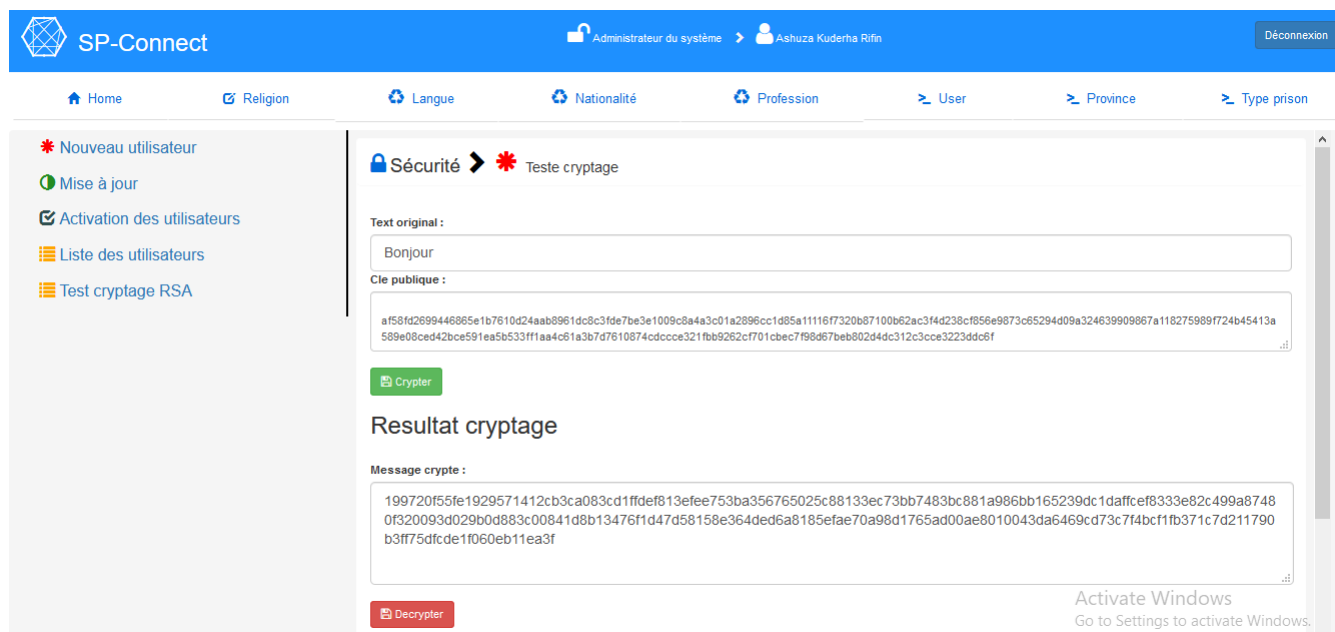 SP-Connect
Administrateur du système
Ashuza Kuderha Rifin
Déconnexion
Home
Religion
Langue
Nationalité
Profession
User
Province
Type prison
Nouveau utilisateur
Mise à jour
Activation des utilisateurs
Liste des utilisateurs
Test cryptage RSA
Sécurité
Teste cryptage
Text original :
Bonjour
Cle publique :
af58fd2699446865e1b7610d24aab8961dc8c3fde7be3e1009c8a4a3c01a2896cc1d85a11116f7320b87100b62ac3f4d238cf856e9873c65294d09a324639909867a118275989f724b45413a
589e08ced42bce591ea5b533ff1aa4c61a3b7d7610874cdccce321fbb9262cf701cbec7f98d67beb802d4dc312c3cce3223ddc6f
Crypter
Resultat cryptage
Message crypte :
199720f55fe1929571412cb3ca083cd1ffdef813efee753ba356765025c88133ec73bb7483bc881a986bb165239dc1daffcef8333e82c499a8748
0f320093d029b0d883c00841d8b13476f1d47d58158e364ded6a8185efae70a98d1765ad00ae8010043da6469cd73c7f4bcf1fb371c7d211790
b3ff75dfcde1f060eb11ea3f
Decrypter
Activate Windows
Go to Settings to activate Windows.